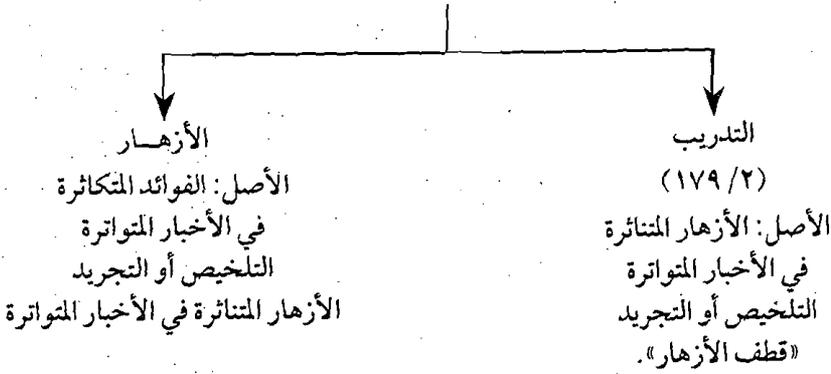 التدريب
(٢/ ١٧٩)
الأصل: الأزهار المتناثرة
في الأخبار المتواترة
التلخيص أو التجريد
«قطف الأزهار».
الأزهـــار
الأصل: الفوائد المتكاثرة
في الأخبار المتواترة
التلخيص أو التجريد
الأزهار المتناثرة في الأخبار المتواترة